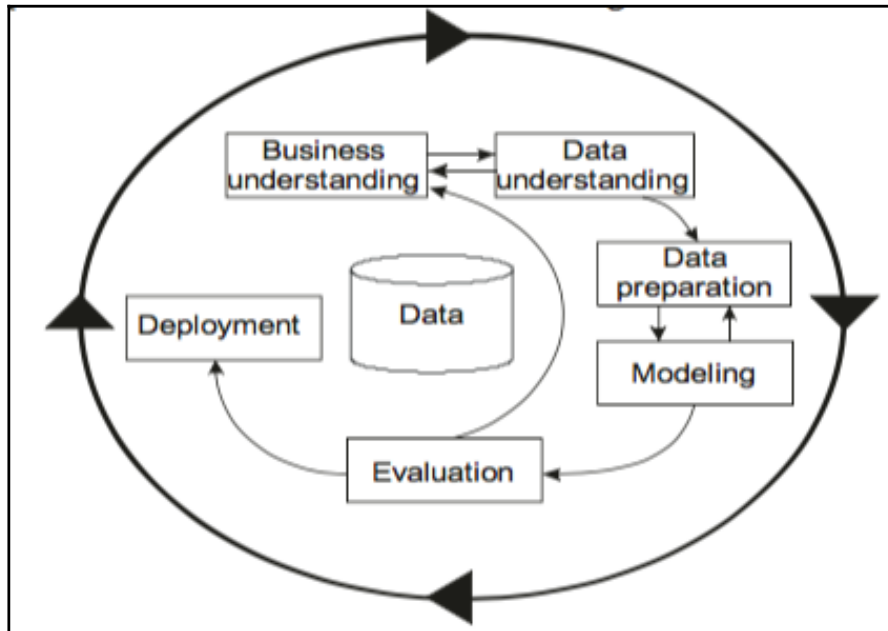 Business
understanding
Data
understanding
Data
preparation
Deployment
Data
Modeling
Evaluation